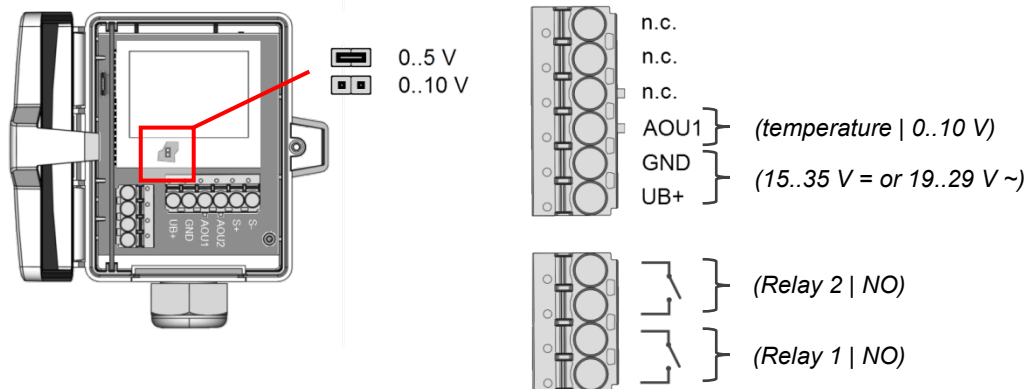 0..5 V
0..10 V
UB+
GND
AOU1
AOU2
S+
S-
n.c.
n.c.
n.c.
AOU1 (temperature | 0..10 V)
GND
UB+ (15..35 V = or 19..29 V ~)
(Relay 2 | NO)
(Relay 1 | NO)